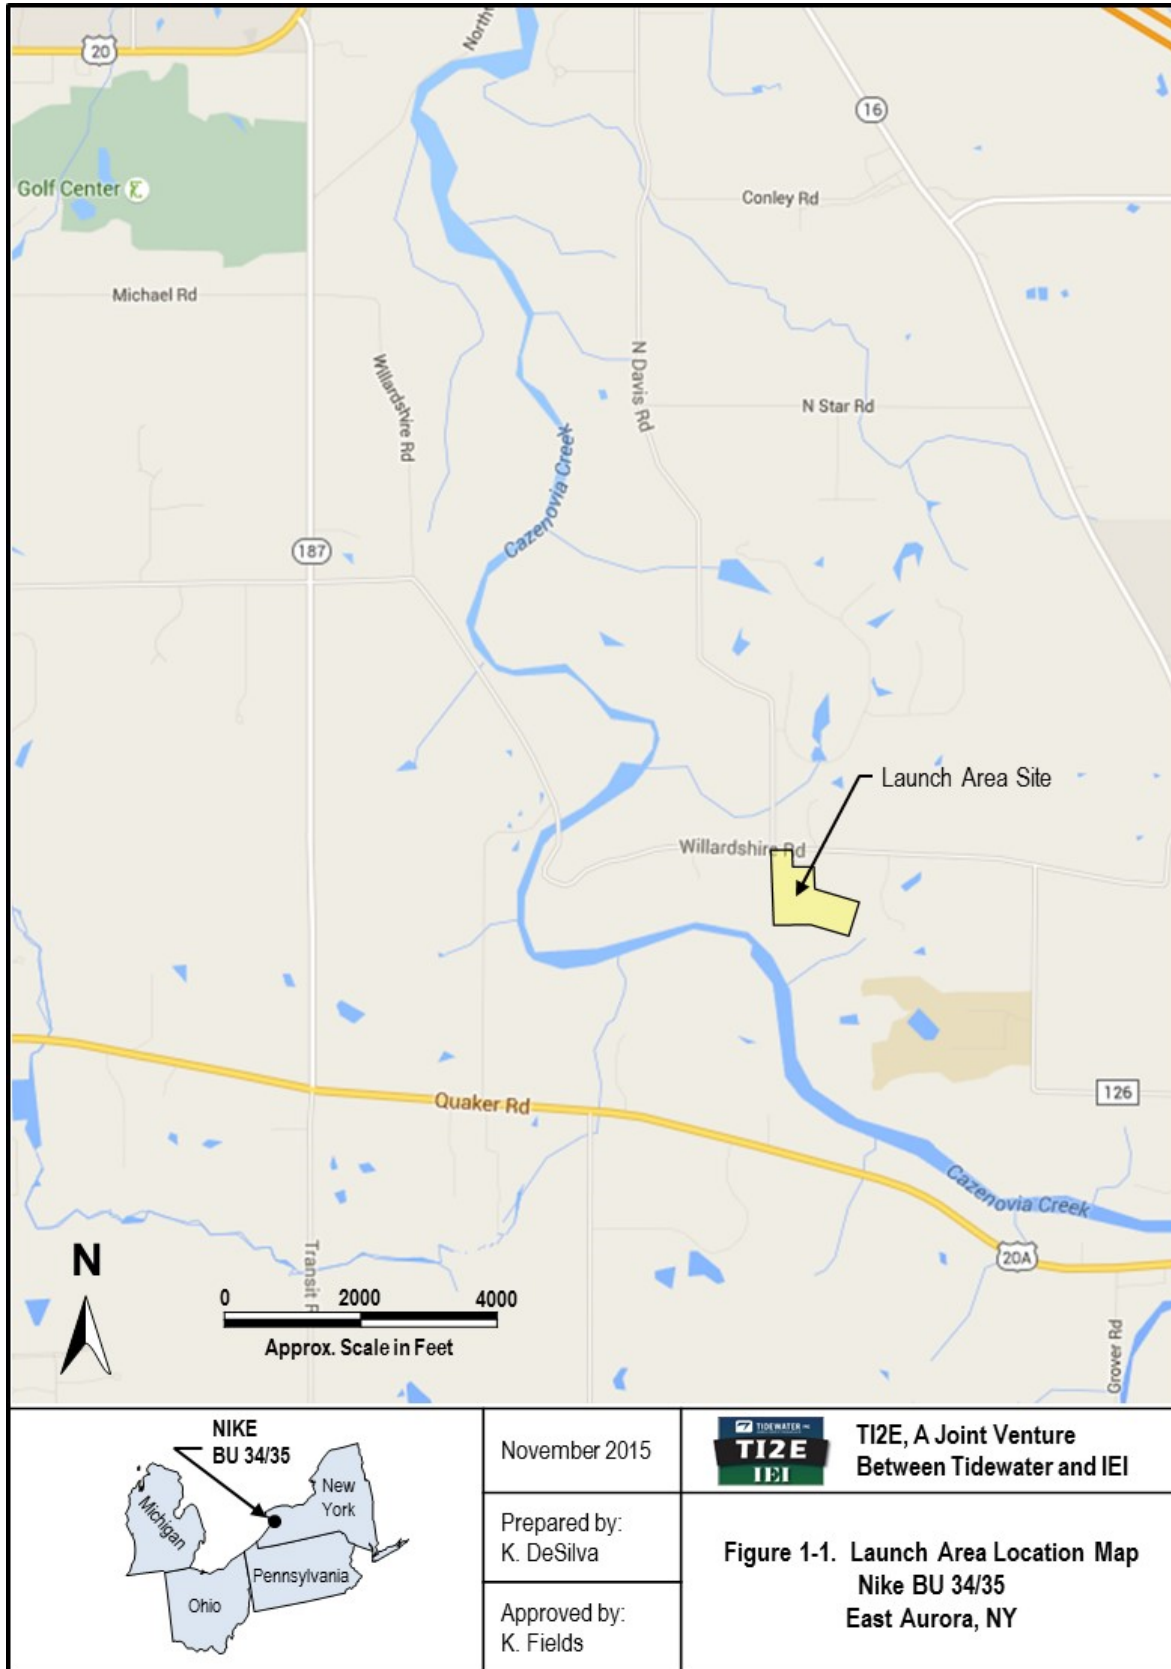 20
North
16
Golf Center
Conley Rd
Michael Rd
Willardshire Rd
N Davis Rd
N Star Rd
Cazenovia Creek
187
Launch Area Site
Willardshire Rd
126
Quaker Rd
Cazenovia Creek
20A
Transit R
Grover Rd
N
0 2000 4000
Approx. Scale in Feet
NIKE
BU 34/35
New
York
Michigan
Pennsylvania
Ohio
November 2015
Prepared by:
K. DeSilva
Approved by:
K. Fields
TIDEWATER INC
TI2E
IEI
TI2E, A Joint Venture
Between Tidewater and IEI
Figure 1-1. Launch Area Location Map
Nike BU 34/35
East Aurora, NY